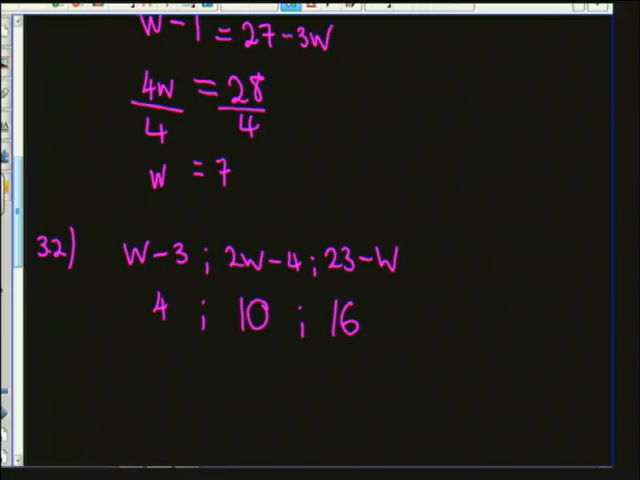 W - 1 = 27 - 3W
4W = 28
4 4
W = 7
32) W - 3 ; 2W - 4 ; 23 - W
4 ; 10 ; 16